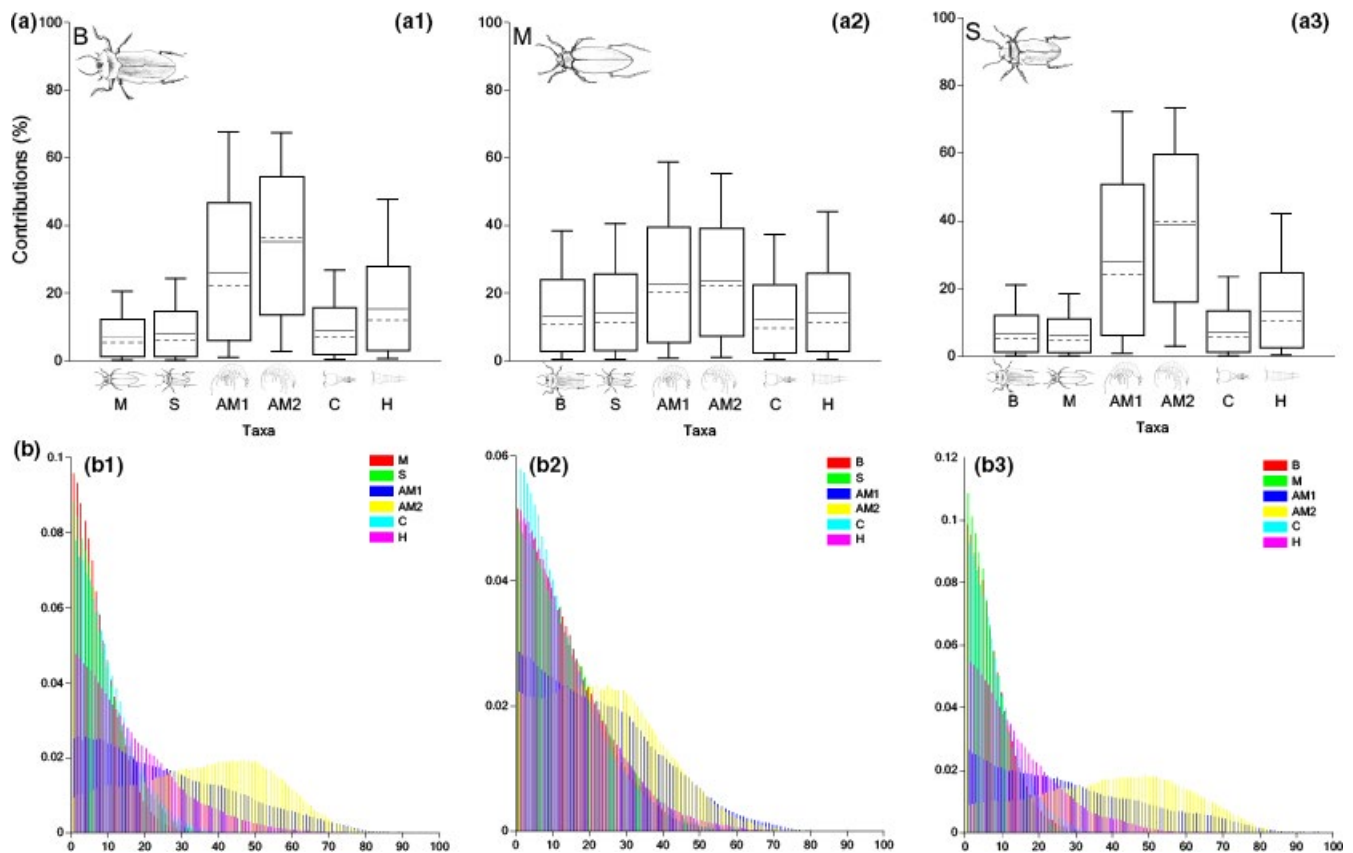 (a) 100 B (a1)
80
60
40
20
0
Contributions (%)
M S AM1 AM2 C H
Taxa
100 M (a2)
80
60
40
20
0
B S AM1 AM2 C H
Taxa
100 S (a3)
80
60
40
20
0
B M AM1 AM2 C H
Taxa
(b) 0.1 (b1)
0.08
0.06
0.04
0.02
0
M
S
AM1
AM2
C
H
0 10 20 30 40 50 60 70 80 90 100
0.06 (b2)
0.04
0.02
0
B
S
AM1
AM2
C
H
0 10 20 30 40 50 60 70 80 90 100
0.12 (b3)
0.1
0.08
0.06
0.04
0.02
0
B
M
AM1
AM2
C
H
0 10 20 30 40 50 60 70 80 90 100